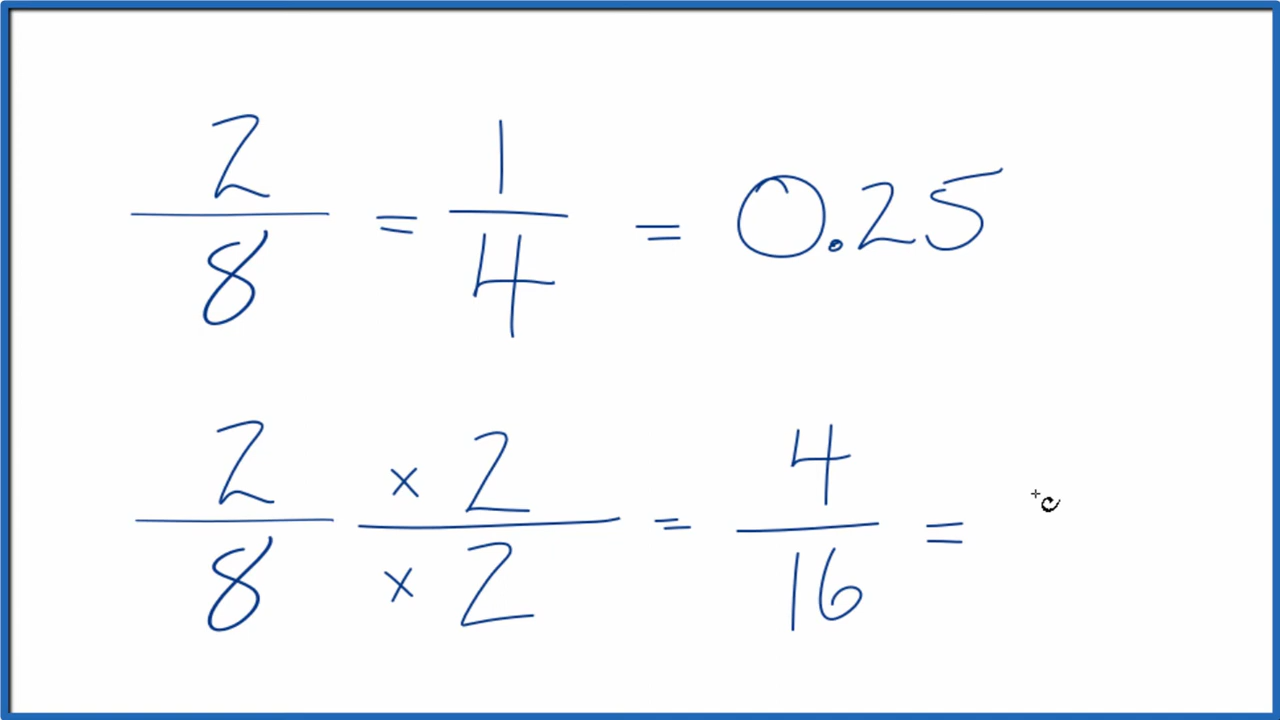 2/8 = 1/4 = 0.25
2/8 × 2/× 2 = 4/16 =